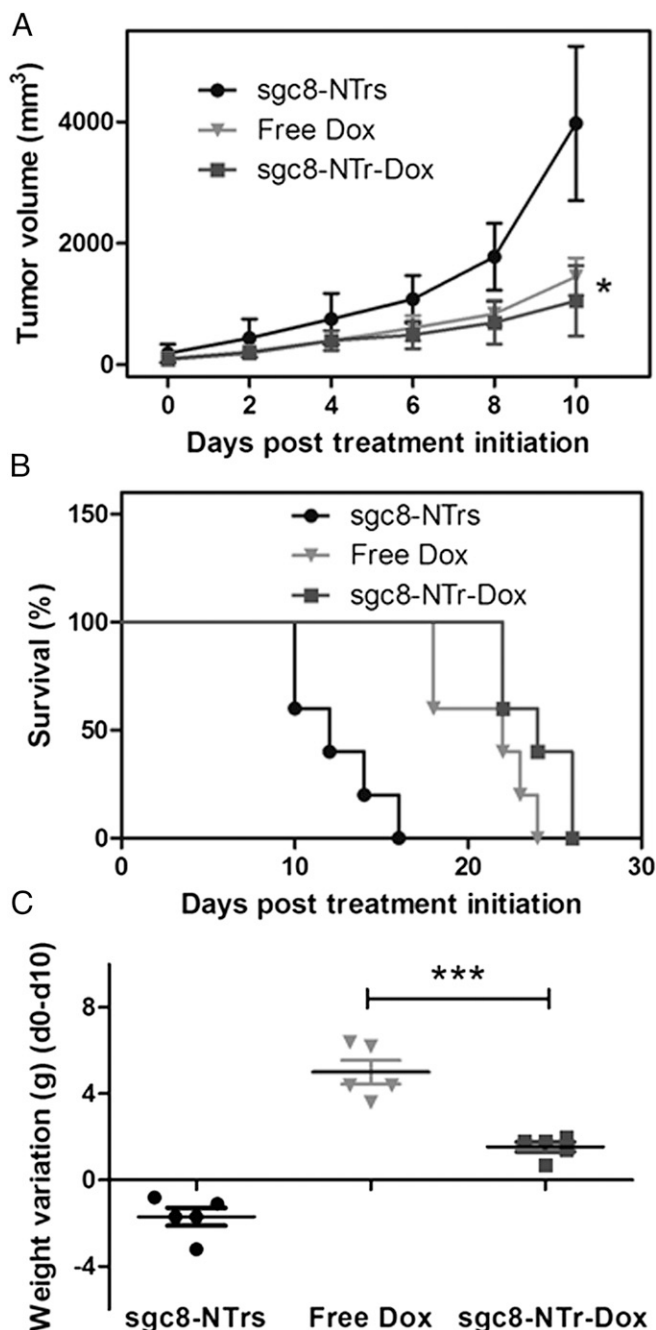 A
Tumor volume (mm³)
4000
2000
0
sgc8-NTrs
Free Dox
sgc8-NTr-Dox
*
0 2 4 6 8 10
Days post treatment initiation
B
Survival (%)
150
100
50
0
sgc8-NTrs
Free Dox
sgc8-NTr-Dox
0 10 20 30
Days post treatment initiation
C
Weight variation (g) (d0-d10)
8
4
0
-4
***
sgc8-NTrs Free Dox sgc8-NTr-Dox